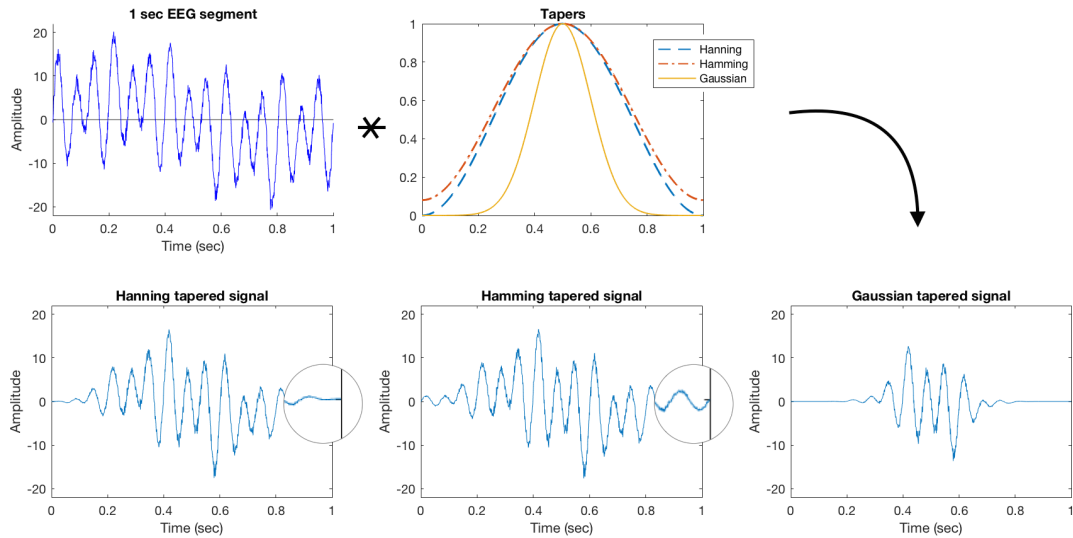 1 sec EEG segment
Amplitude
20
10
0
-10
-20
0 0.2 0.4 0.6 0.8 1
Time (sec)
*
Tapers
1
0.8
0.6
0.4
0.2
0
Hanning
Hamming
Gaussian
0 0.2 0.4 0.6 0.8 1
Hanning tapered signal
Amplitude
20
10
0
-10
-20
0 0.2 0.4 0.6 0.8 1
Time (sec)
Hamming tapered signal
Amplitude
20
10
0
-10
-20
0 0.2 0.4 0.6 0.8 1
Time (sec)
Gaussian tapered signal
Amplitude
20
10
0
-10
-20
0 0.2 0.4 0.6 0.8 1
Time (sec)